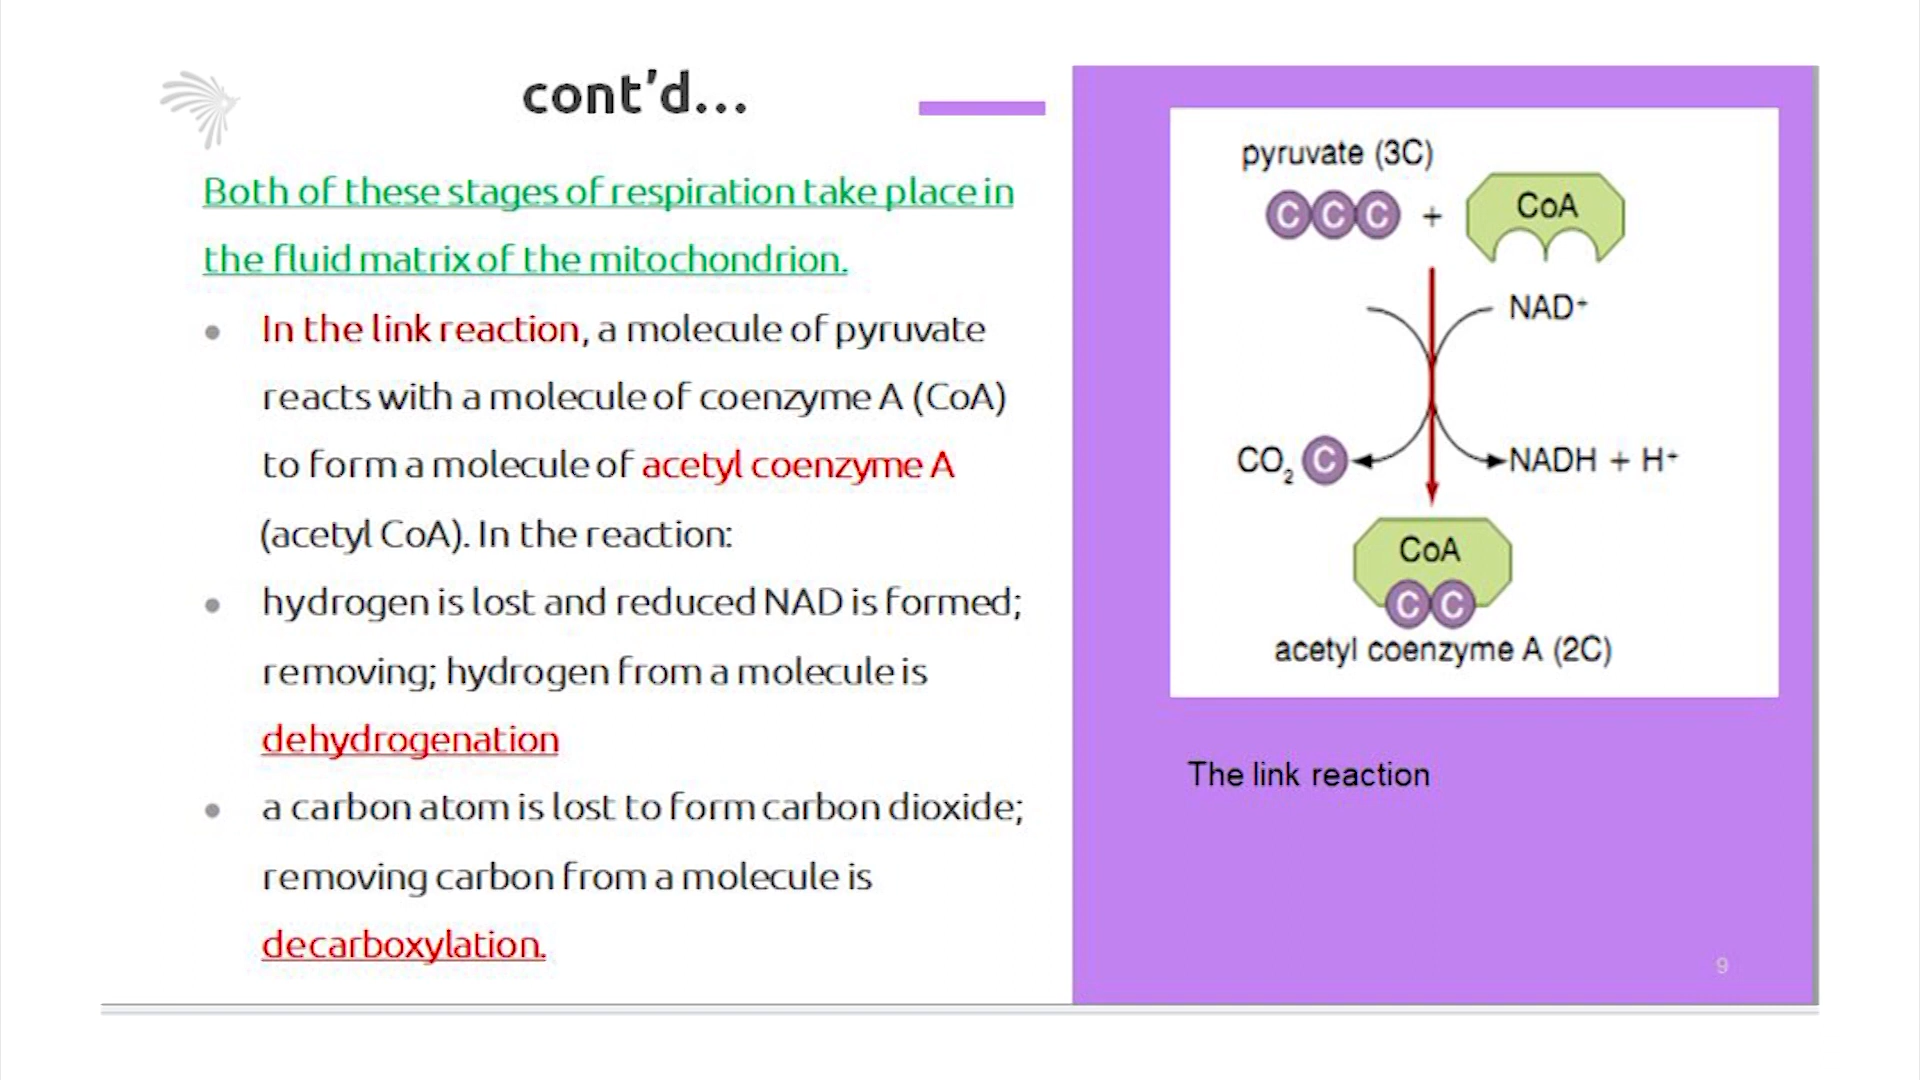 cont'd...
Both of these stages of respiration take place in
the fluid matrix of the mitochondrion.
In the link reaction, a molecule of pyruvate
reacts with a molecule of coenzyme A (CoA)
to form a molecule of acetyl coenzyme A
(acetyl CoA). In the reaction:
hydrogen is lost and reduced NAD is formed;
removing; hydrogen from a molecule is
dehydrogenation
a carbon atom is lost to form carbon dioxide;
removing carbon from a molecule is
decarboxylation.
pyruvate (3C)
C C C + CoA
NAD⁺
CO₂ C NADH + H⁺
CoA
C C
acetyl coenzyme A (2C)
The link reaction
9